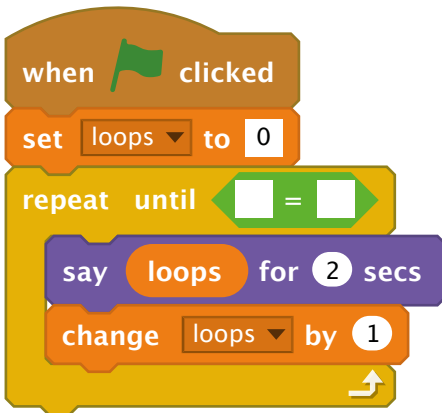 when clicked
set loops to 0
repeat until =
say loops for 2 secs
change loops by 1